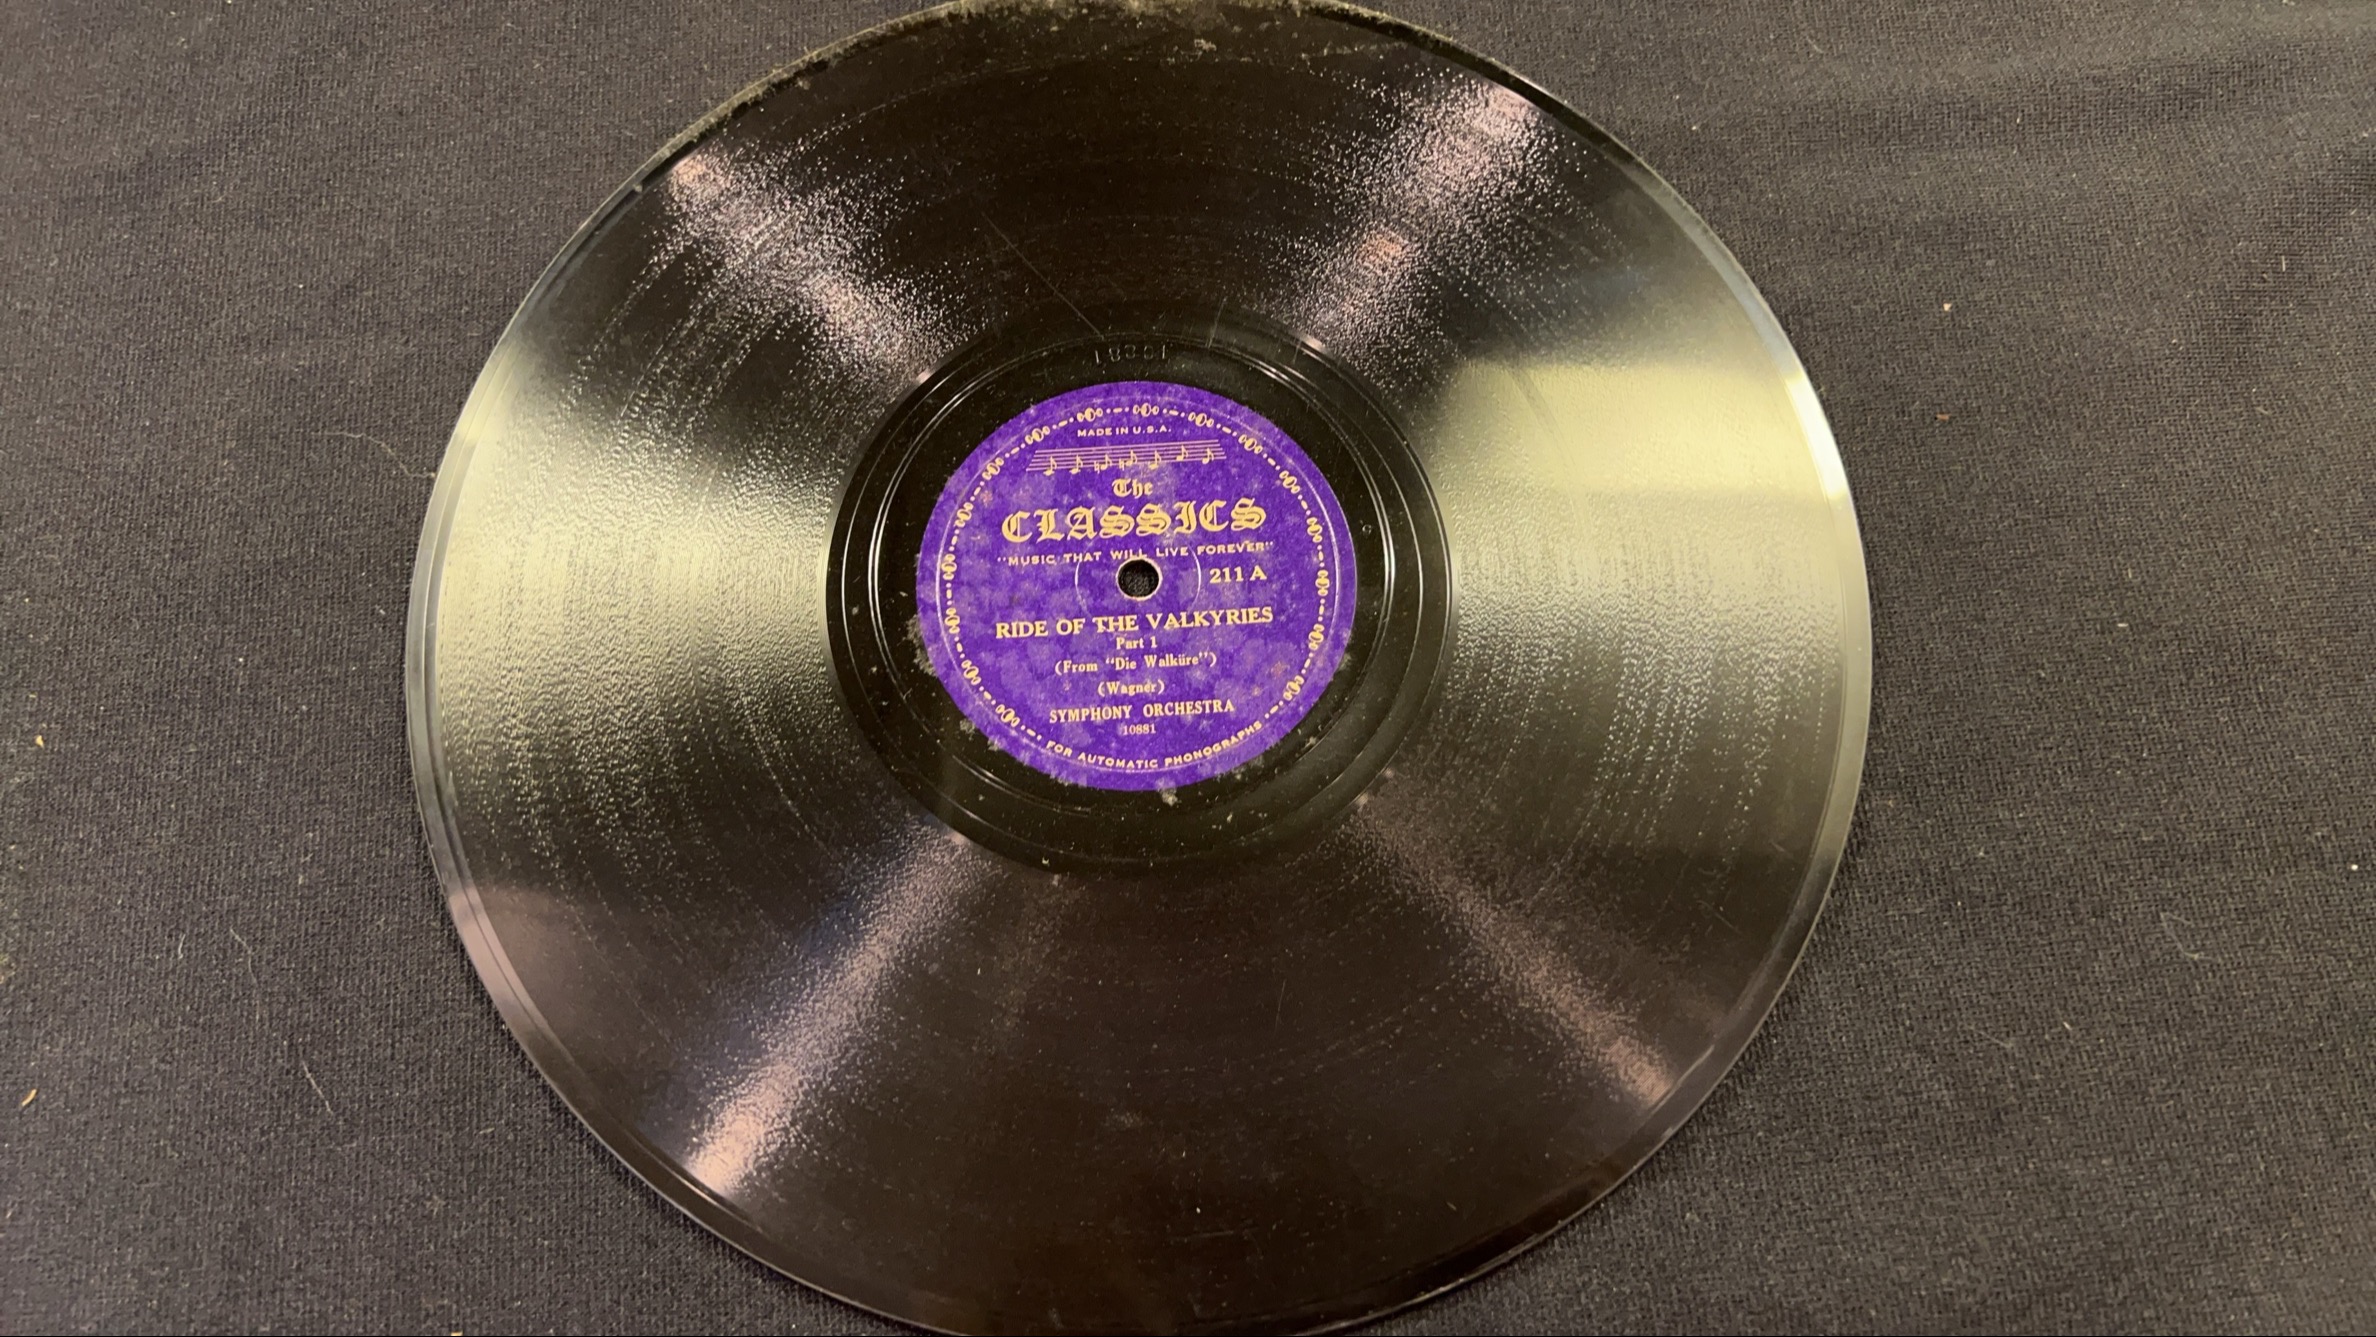 10881
MADE IN U.S.A.
The
CLASSICS
"MUSIC THAT WILL LIVE FOREVER"
211 A
RIDE OF THE VALKYRIES
Part 1
(From "Die Walküre")
(Wagner)
SYMPHONY ORCHESTRA
10881
FOR AUTOMATIC PHONOGRAPHS